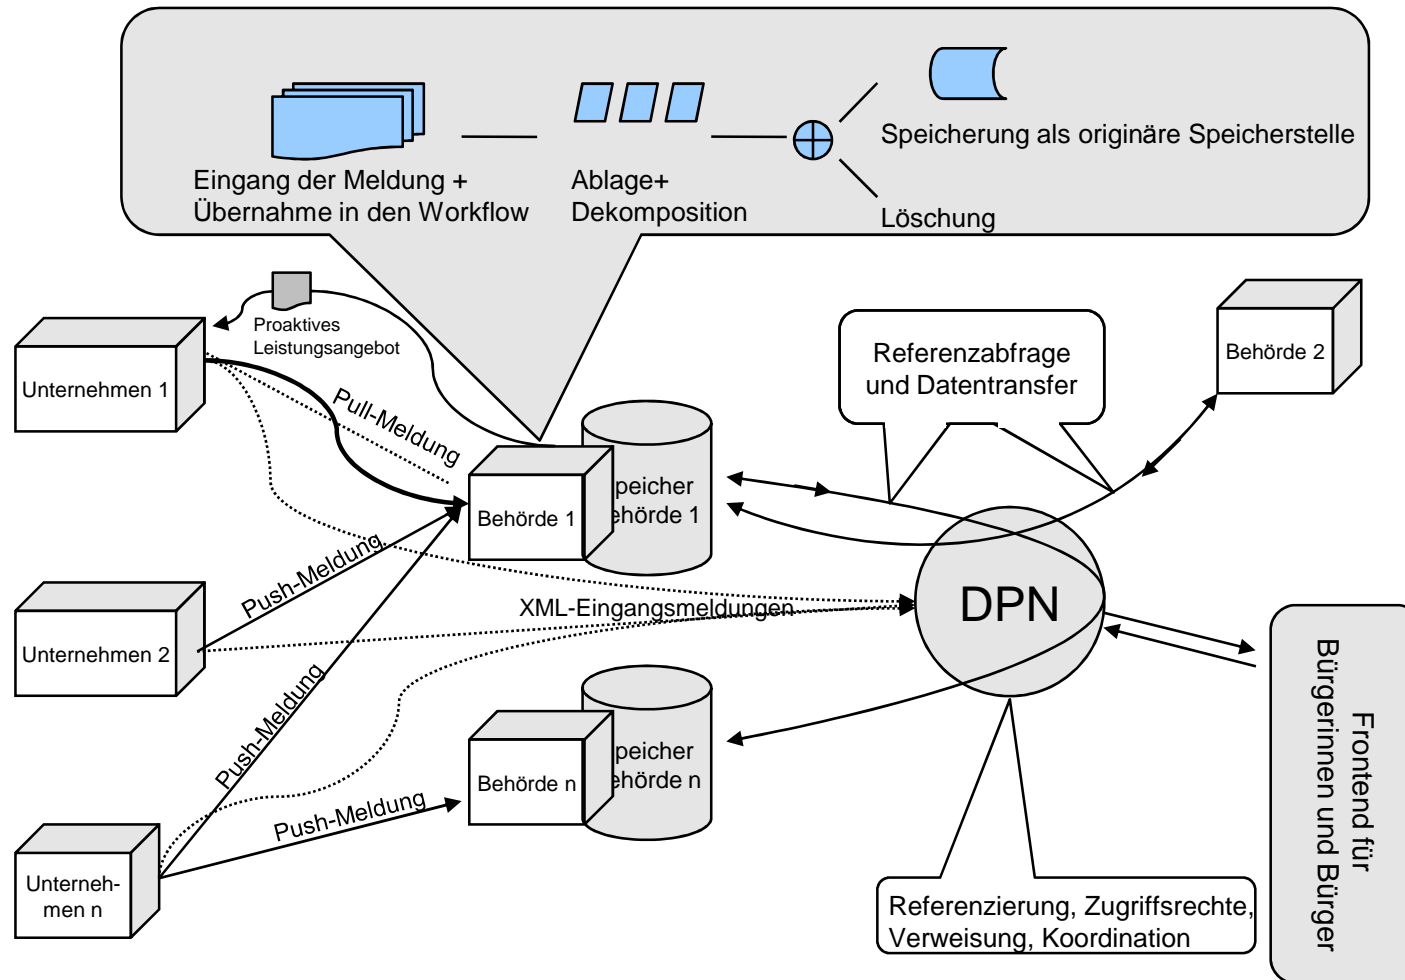 Eingang der Meldung +
Übernahme in den Workflow
Ablage+
Dekomposition
Speicherung als originäre Speicherstelle
Löschung
Proaktives
Leistungsangebot
Unternehmen 1
Pull-Meldung
Referenzabfrage
und Datentransfer
Behörde 2
Behörde 1
peicher
ehörde 1
Push-Meldung
XML-Eingangsmeldungen
DPN
Unternehmen 2
Push-Meldung
Behörde n
peicher
ehörde n
Push-Meldung
Unterneh-
men n
Referenzierung, Zugriffsrechte,
Verweisung, Koordination
Frontend für
Bürgerinnen und Bürger